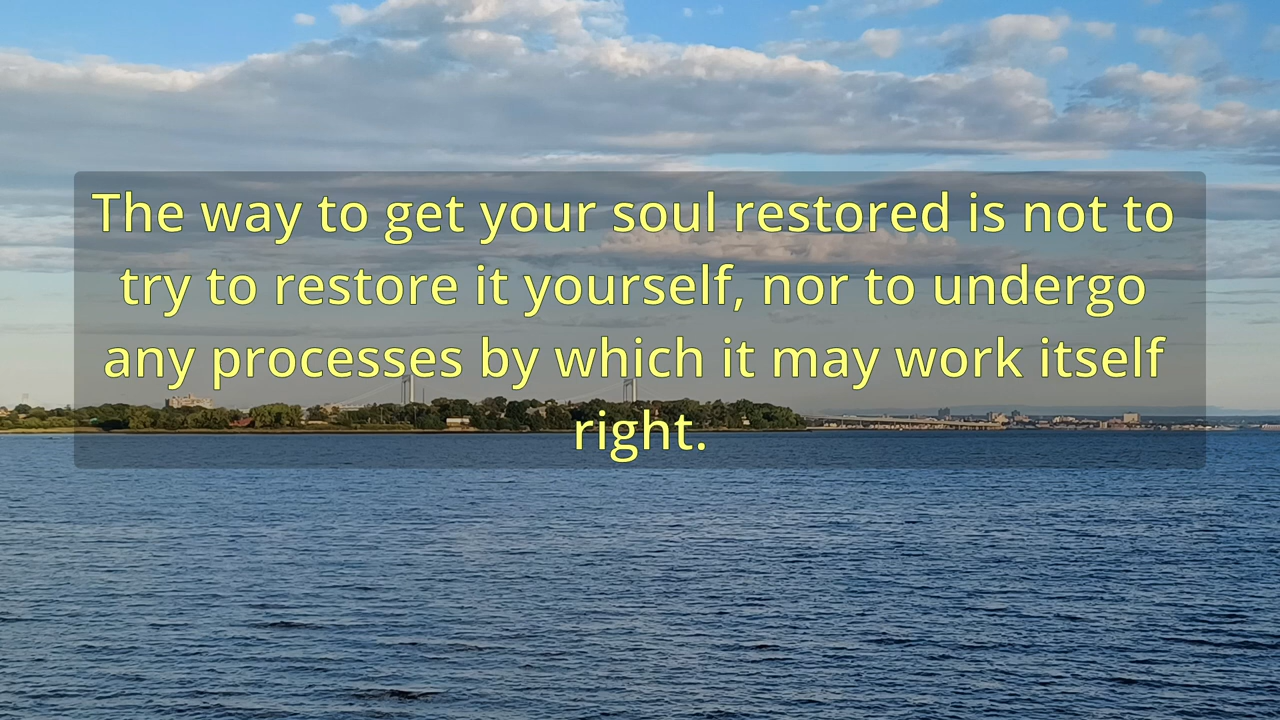 The way to get your soul restored is not to
try to restore it yourself, nor to undergo
any processes by which it may work itself
right.